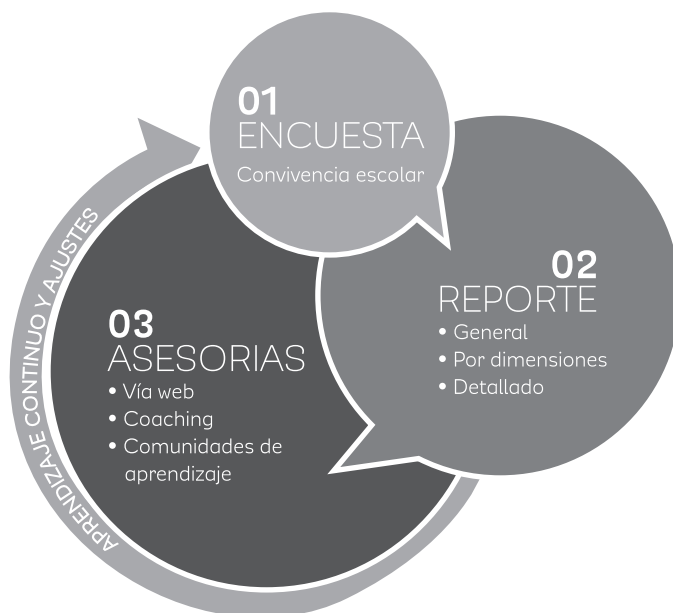 01
ENCUESTA
Convivencia escolar
02
REPORTE
• General
• Por dimensiones
• Detallado
03
ASESORIAS
• Vía web
• Coaching
• Comunidades de
aprendizaje
APRENDIZAJE CONTINUO Y AJUSTES